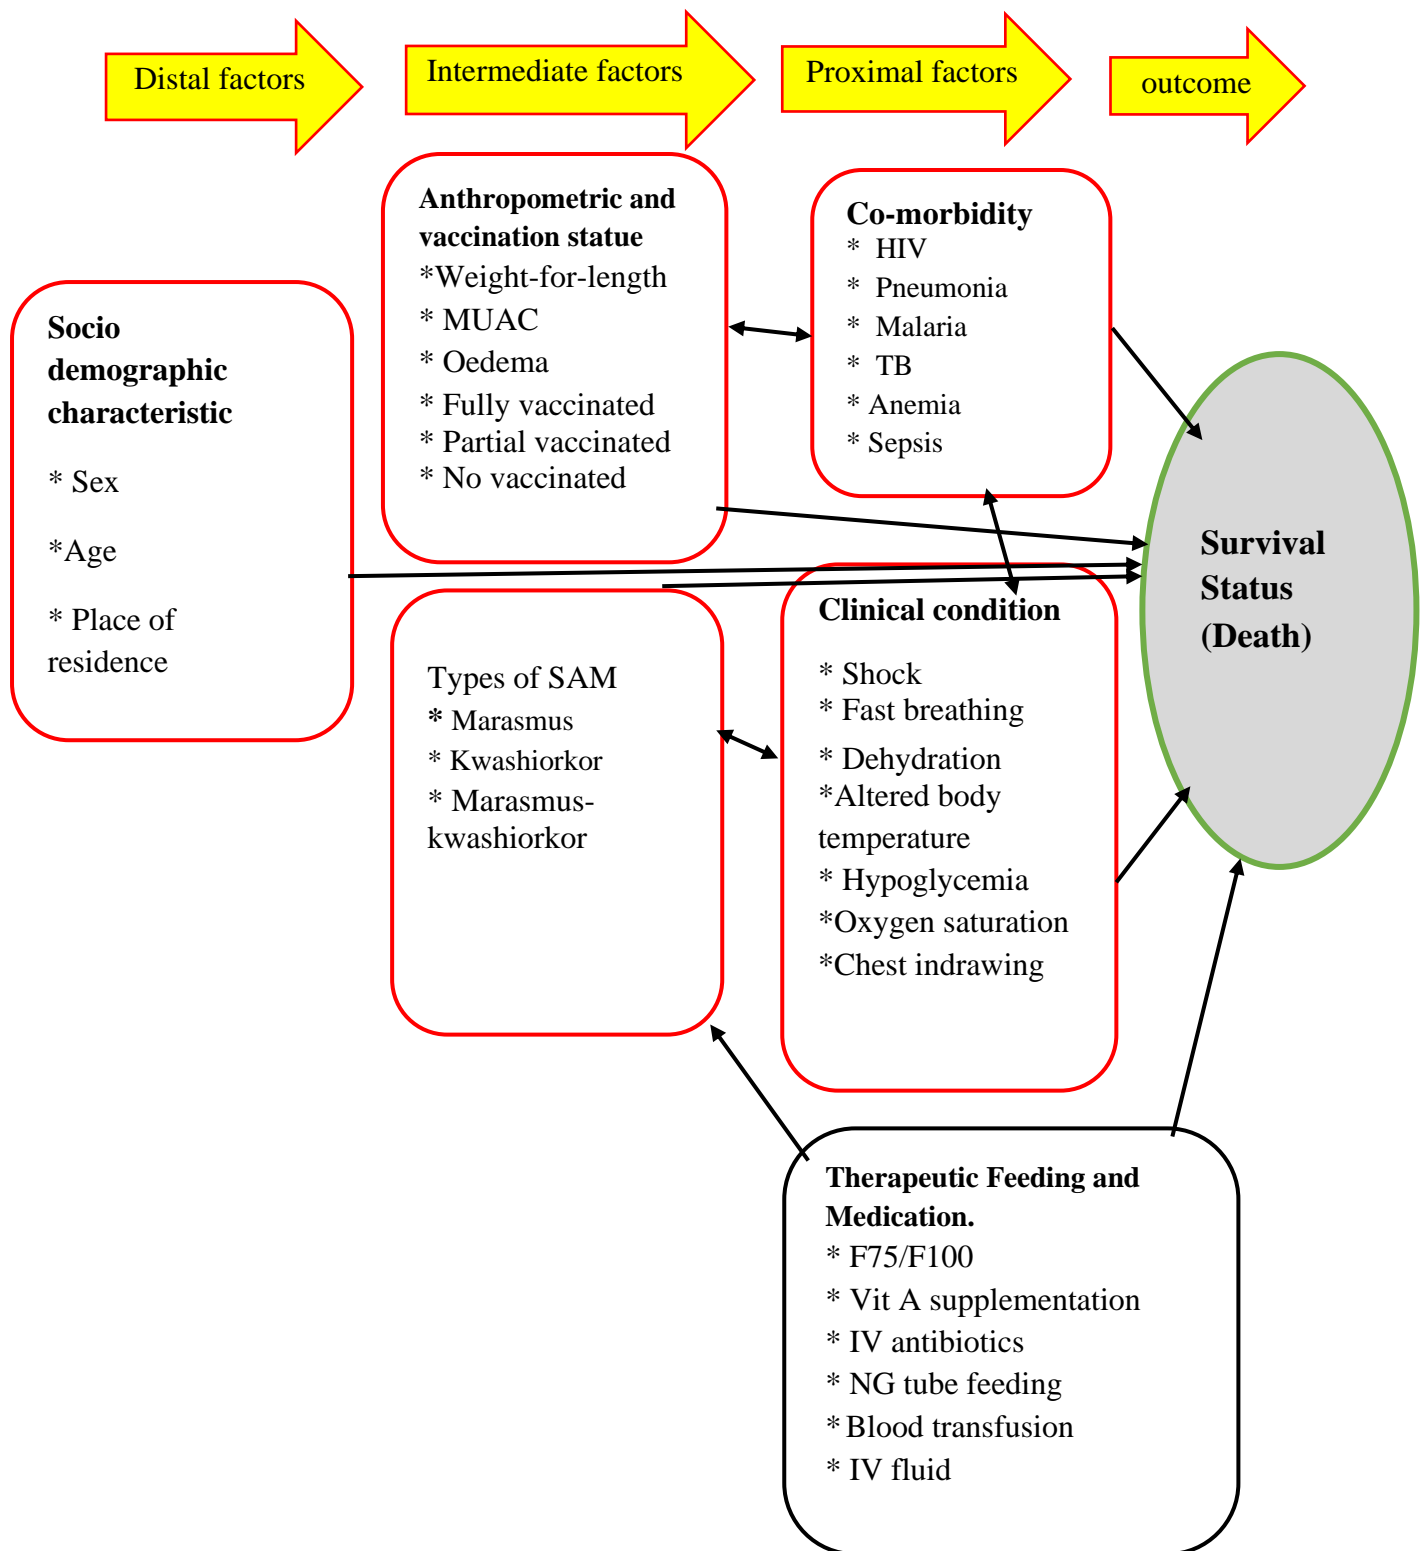 Distal factors
Intermediate factors
Proximal factors
outcome
Socio
demographic
characteristic
* Sex
*Age
* Place of
residence
Anthropometric and
vaccination statue
*Weight-for-length
* MUAC
* Oedema
* Fully vaccinated
* Partial vaccinated
* No vaccinated
Types of SAM
* Marasmus
* Kwashiorkor
* Marasmus-
kwashiorkor
Co-morbidity
* HIV
* Pneumonia
* Malaria
* TB
* Anemia
* Sepsis
Clinical condition
* Shock
* Fast breathing
* Dehydration
*Altered body
temperature
* Hypoglycemia
*Oxygen saturation
*Chest indrawing
Therapeutic Feeding and
Medication.
* F75/F100
* Vit A supplementation
* IV antibiotics
* NG tube feeding
* Blood transfusion
* IV fluid
Survival
Status
(Death)